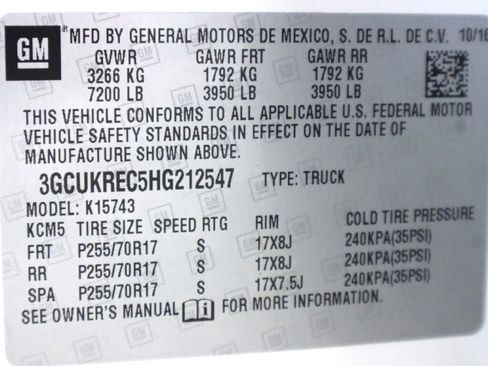 GM MFD BY GENERAL MOTORS DE MEXICO, S. DE R.L. DE C.V. 10/16
GVWR GAWR FRT GAWR RR
3266 KG 1792 KG 1792 KG
7200 LB 3950 LB 3950 LB
THIS VEHICLE CONFORMS TO ALL APPLICABLE U.S. FEDERAL MOTOR
VEHICLE SAFETY STANDARDS IN EFFECT ON THE DATE OF
MANUFACTURE SHOWN ABOVE.
3GCUKREC5HG212547 TYPE: TRUCK
MODEL: K15743
KCM5 TIRE SIZE SPEED RTG RIM COLD TIRE PRESSURE
FRT P255/70R17 S 17X8J 240KPA(35PSI)
RR P255/70R17 S 17X8J 240KPA(35PSI)
SPA P255/70R17 S 17X7.5J 240KPA(35PSI)
SEE OWNER'S MANUAL FOR MORE INFORMATION.